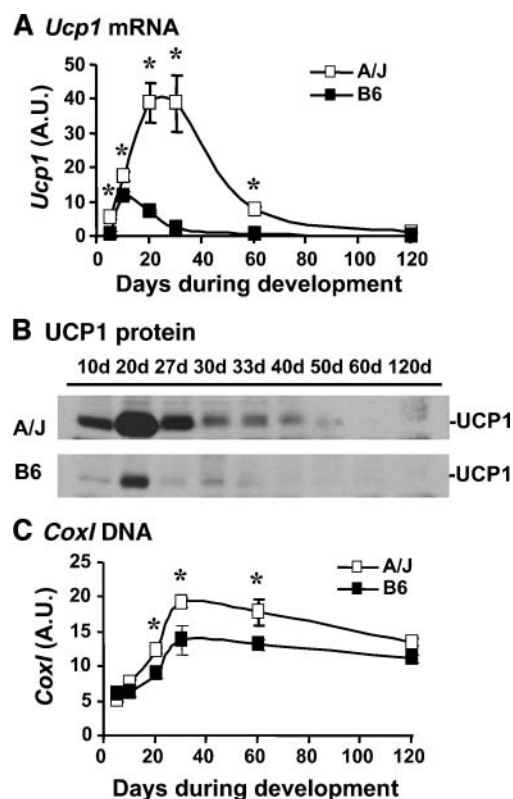 A Ucp1 mRNA
50
40
30
20
10
0
Ucp1 (A.U.)
* * * * *
A/J
B6
0 20 40 60 80 100 120
Days during development
B UCP1 protein
10d 20d 27d 30d 33d 40d 50d 60d 120d
A/J -UCP1
B6 -UCP1
C CoxI DNA
25
20
15
10
5
0
CoxI (A.U.)
* * *
A/J
B6
0 20 40 60 80 100 120
Days during development